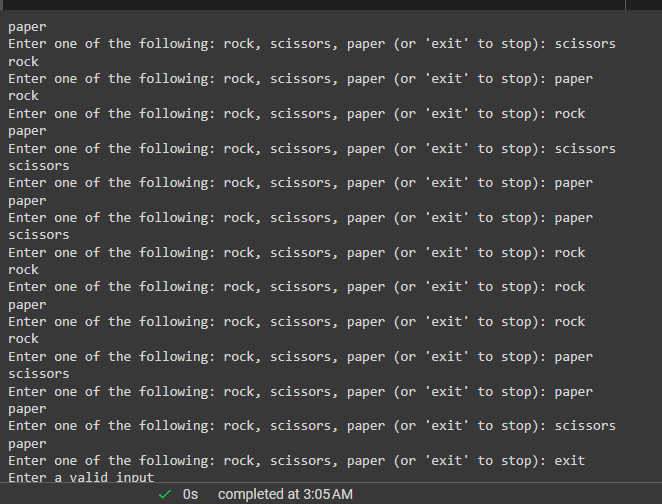 paper
Enter one of the following: rock, scissors, paper (or 'exit' to stop): scissors
rock
Enter one of the following: rock, scissors, paper (or 'exit' to stop): paper
rock
Enter one of the following: rock, scissors, paper (or 'exit' to stop): rock
paper
Enter one of the following: rock, scissors, paper (or 'exit' to stop): scissors
scissors
Enter one of the following: rock, scissors, paper (or 'exit' to stop): paper
paper
Enter one of the following: rock, scissors, paper (or 'exit' to stop): paper
scissors
Enter one of the following: rock, scissors, paper (or 'exit' to stop): rock
rock
Enter one of the following: rock, scissors, paper (or 'exit' to stop): rock
paper
Enter one of the following: rock, scissors, paper (or 'exit' to stop): rock
rock
Enter one of the following: rock, scissors, paper (or 'exit' to stop): paper
scissors
Enter one of the following: rock, scissors, paper (or 'exit' to stop): paper
paper
Enter one of the following: rock, scissors, paper (or 'exit' to stop): scissors
paper
Enter one of the following: rock, scissors, paper (or 'exit' to stop): exit
Enter a valid input
0s completed at 3:05 AM